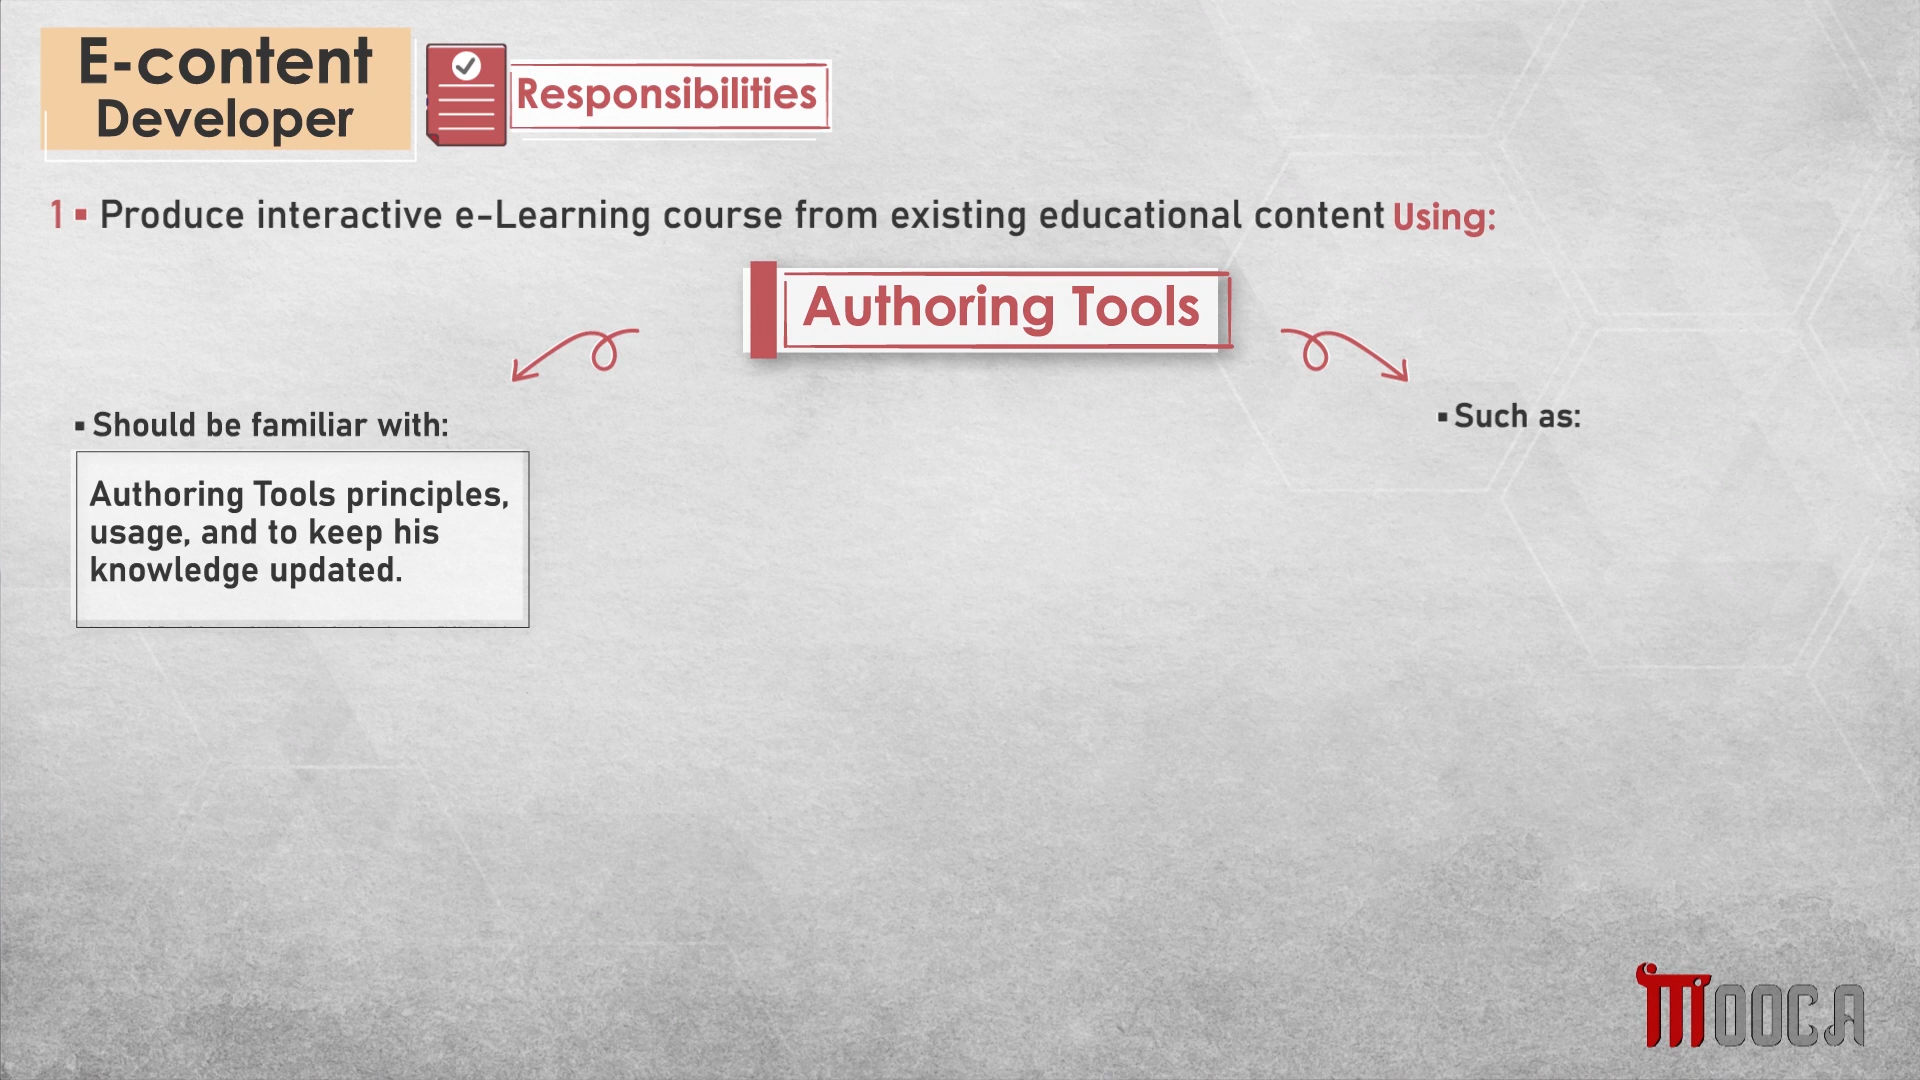 E-content
Developer
Responsibilities
1 ▪ Produce interactive e-Learning course from existing educational content Using:
Authoring Tools
▪ Should be familiar with:
Authoring Tools principles,
usage, and to keep his
knowledge updated.
▪ Such as:
MOOCA